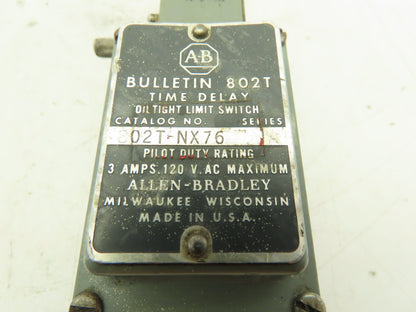 A-B
BULLETIN 802T
TIME DELAY
OILTIGHT LIMIT SWITCH
CATALOG NO. SERIES
802T-NX76 1
PILOT DUTY RATING
3 AMPS. 120 V. AC MAXIMUM
ALLEN-BRADLEY
MILWAUKEE WISCONSIN
MADE IN U.S.A.